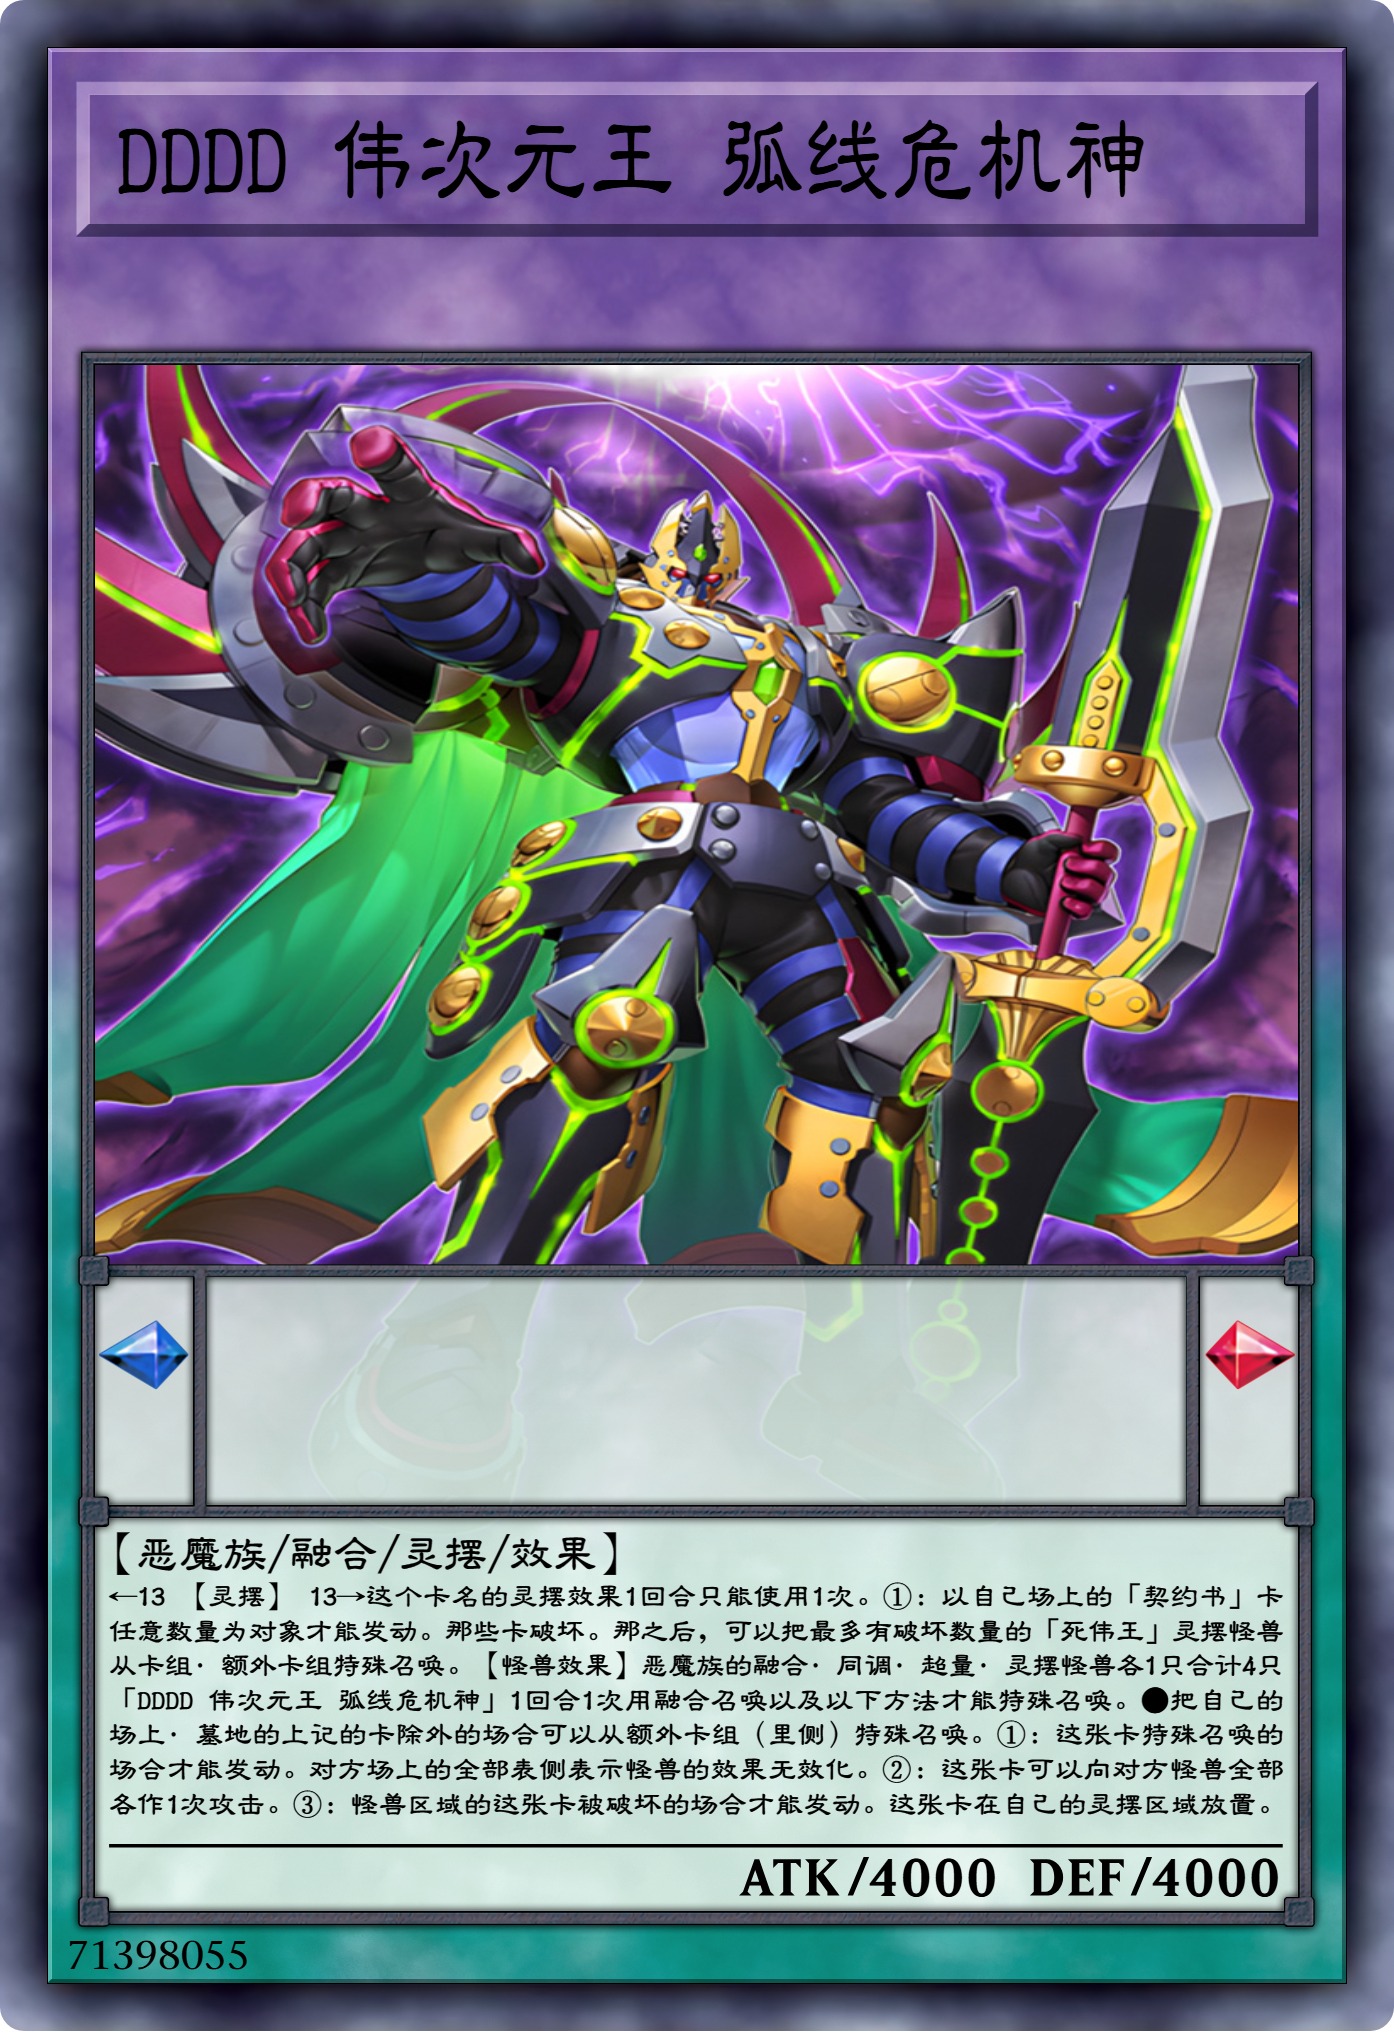 DDDD 伟次元王 弧线危机神
【恶魔族/融合/灵摆/效果】
←13 【灵摆】 13→这个卡名的灵摆效果1回合只能使用1次。①：以自己场上的「契约书」卡
任意数量为对象才能发动。那些卡破坏。那之后，可以把最多有破坏数量的「死伟王」灵摆怪兽
从卡组·额外卡组特殊召唤。【怪兽效果】恶魔族的融合·同调·超量·灵摆怪兽各1只合计4只
「DDDD 伟次元王 弧线危机神」1回合1次用融合召唤以及以下方法才能特殊召唤。●把自己的
场上·墓地的上记的卡除外的场合可以从额外卡组（里侧）特殊召唤。①：这张卡特殊召唤的
场合才能发动。对方场上的全部表侧表示怪兽的效果无效化。②：这张卡可以向对方怪兽全部
各作1次攻击。③：怪兽区域的这张卡被破坏的场合才能发动。这张卡在自己的灵摆区域放置。
ATK/4000 DEF/4000
71398055